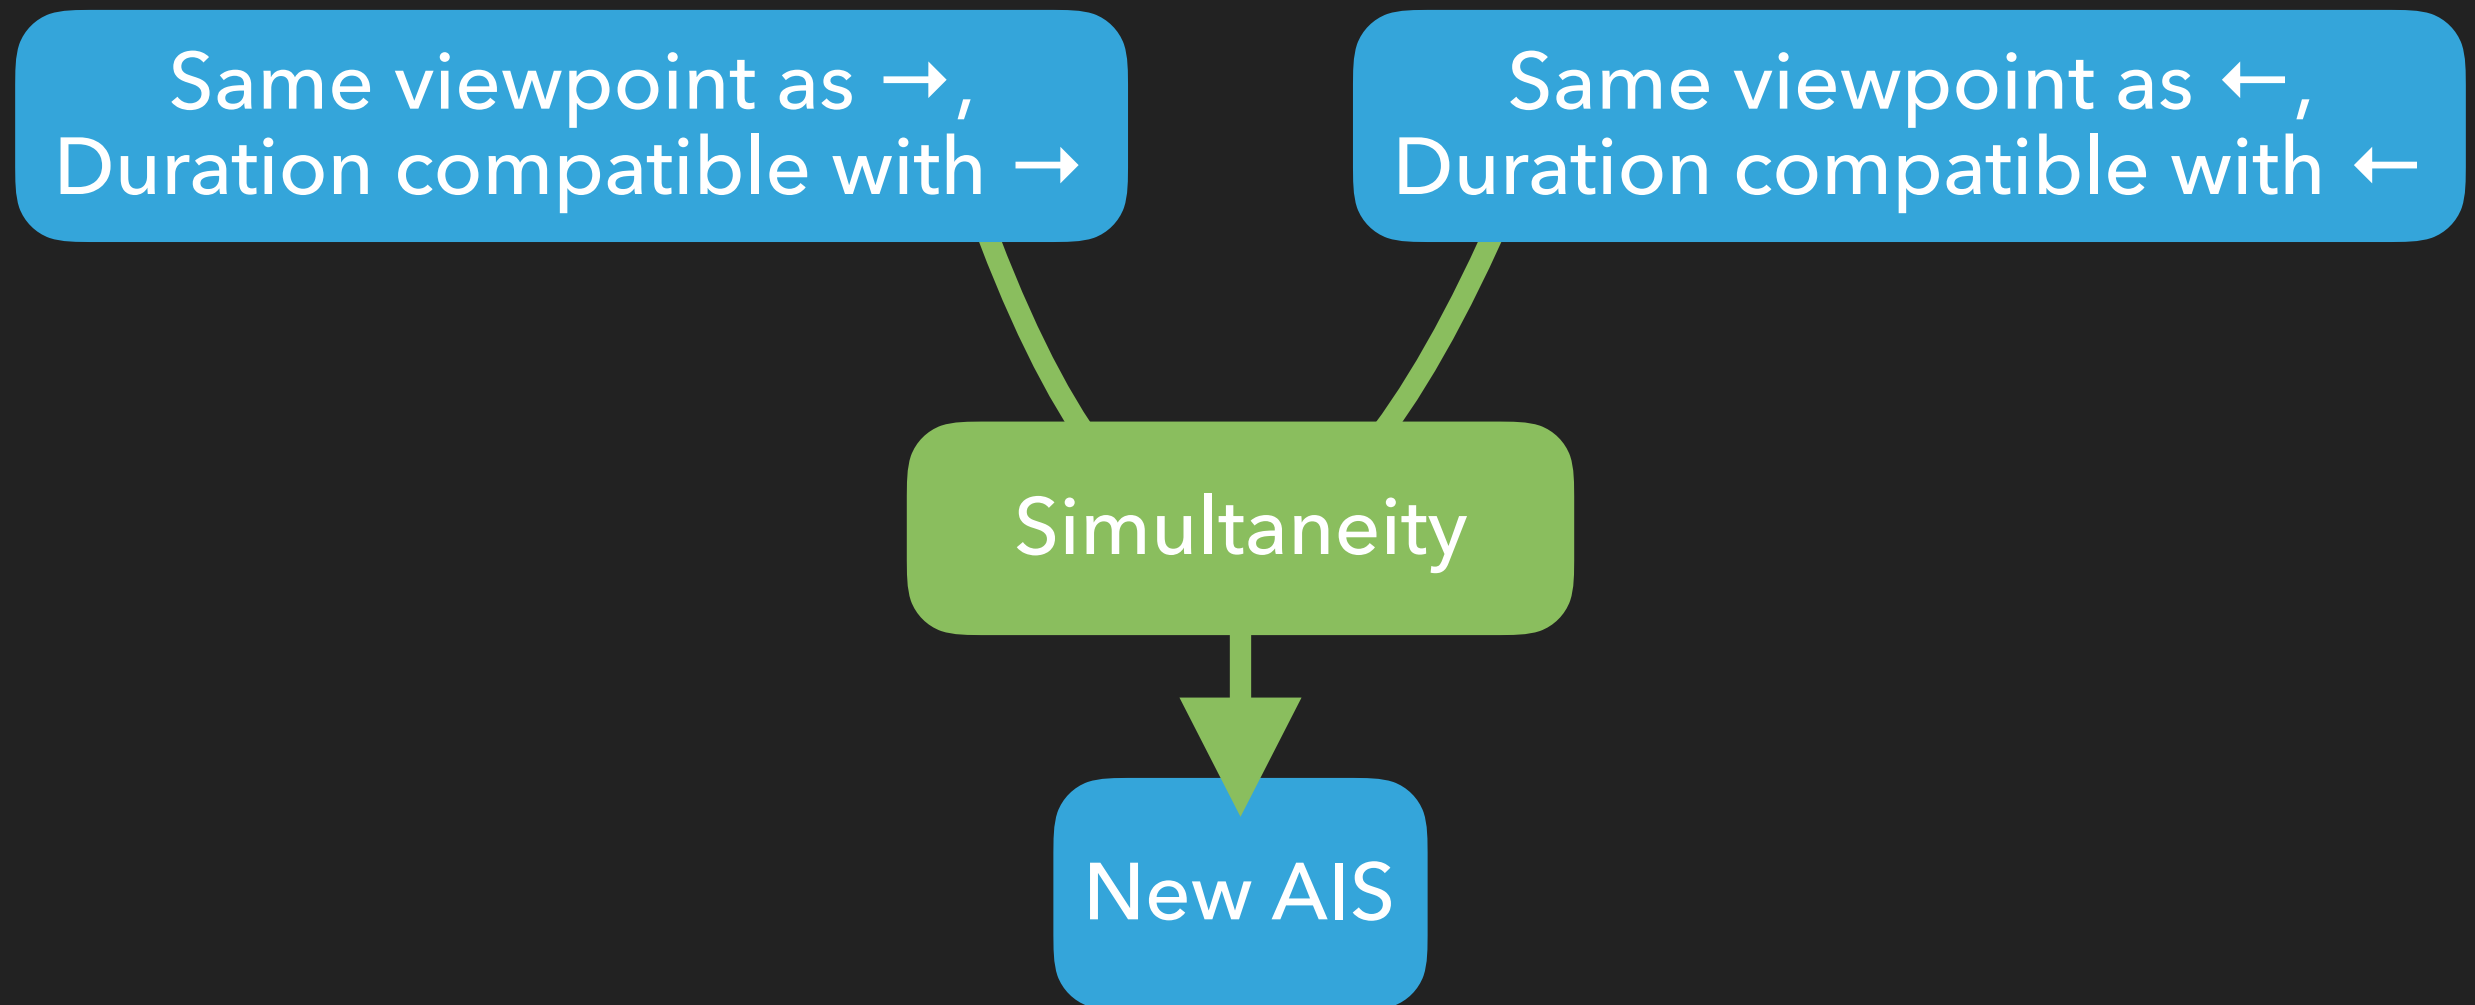 Same viewpoint as →,
Duration compatible with →
Same viewpoint as ←,
Duration compatible with ←
Simultaneity
New AIS